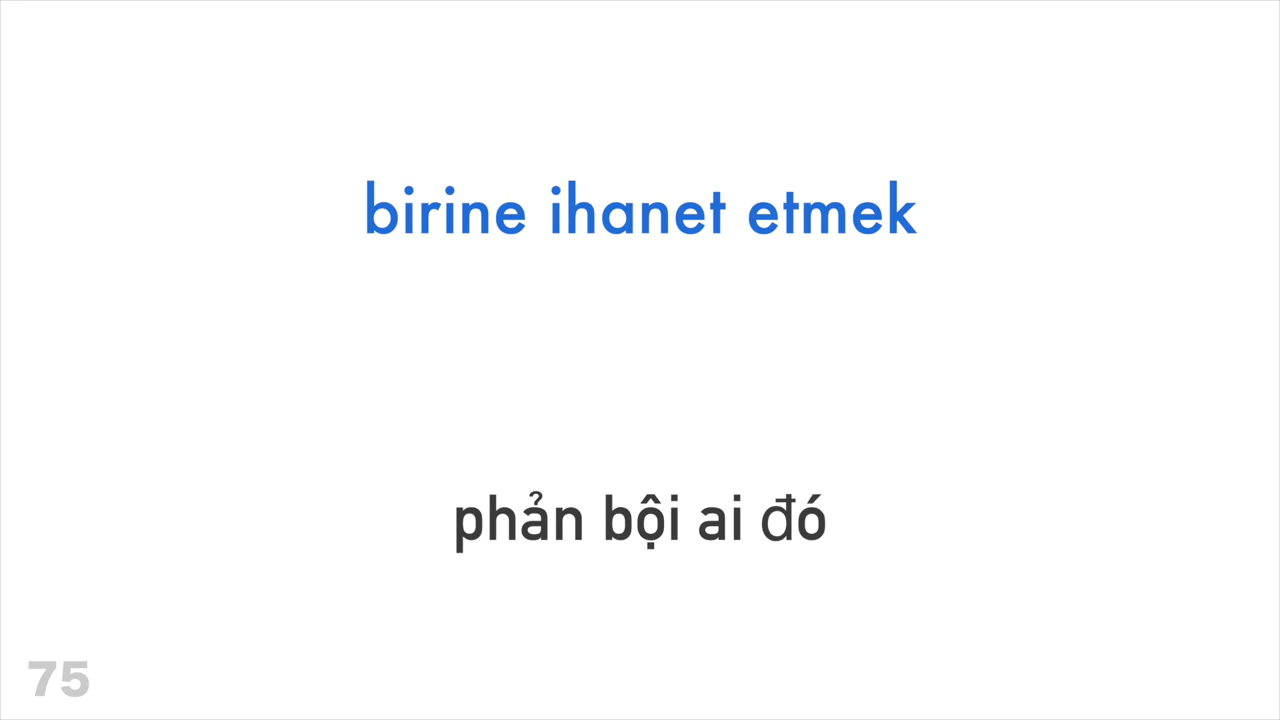 birine ihanet etmek
phản bội ai đó
75